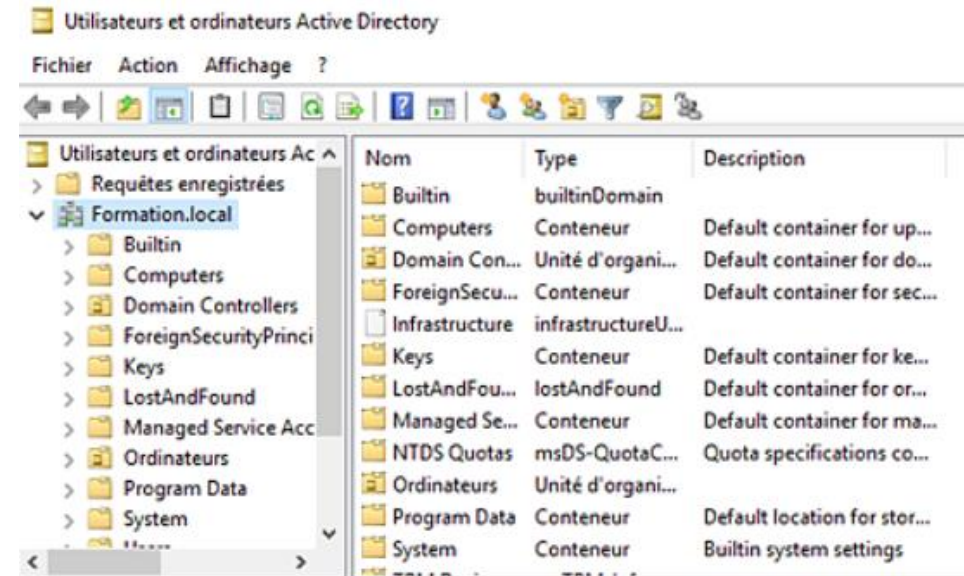 Utilisateurs et ordinateurs Active Directory
Fichier Action Affichage ?
Utilisateurs et ordinateurs Ac
Requêtes enregistrées
Formation.local
Builtin
Computers
Domain Controllers
ForeignSecurityPrinci
Keys
LostAndFound
Managed Service Acc
Ordinateurs
Program Data
System
Nom Type Description
Builtin builtinDomain
Computers Conteneur Default container for up...
Domain Con... Unité d'organi... Default container for do...
ForeignSecu... Conteneur Default container for sec...
Infrastructure infrastructureU...
Keys Conteneur Default container for ke...
LostAndFou... lostAndFound Default container for or...
Managed Se... Conteneur Default container for ma...
NTDS Quotas msDS-QuotaC... Quota specifications co...
Ordinateurs Unité d'organi...
Program Data Conteneur Default location for stor...
System Conteneur Builtin system settings